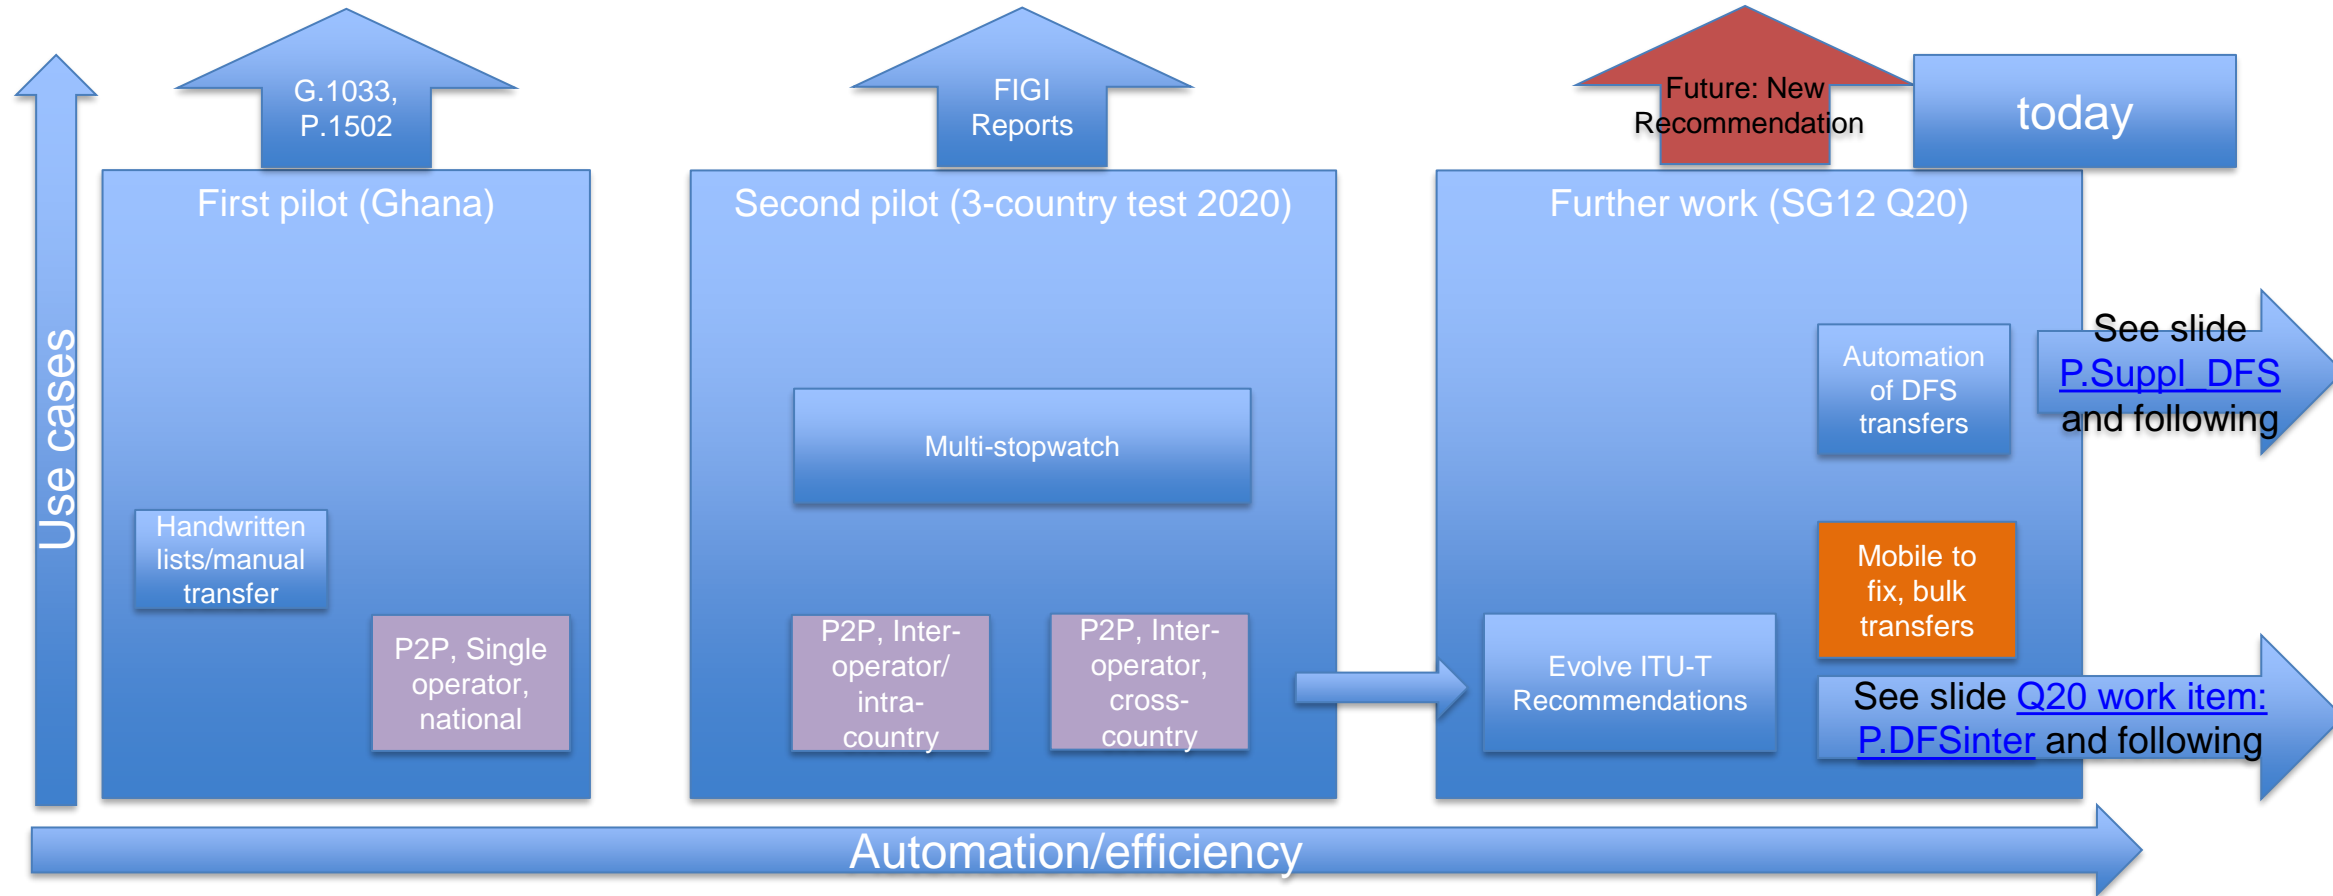 G.1033,
P.1502
FIGI
Reports
Future: New
Recommendation
today
First pilot (Ghana)
Second pilot (3-country test 2020)
Further work (SG12 Q20)
Use cases
Handwritten
lists/manual
transfer
P2P, Single
operator,
national
Multi-stopwatch
P2P, Inter-
operator/
intra-
country
P2P, Inter-
operator,
cross-
country
Automation
of DFS
transfers
See slide
P.Suppl_DFS
and following
Mobile to
fix, bulk
transfers
Evolve ITU-T
Recommendations
See slide Q20 work item:
P.DFSinter and following
Automation/efficiency